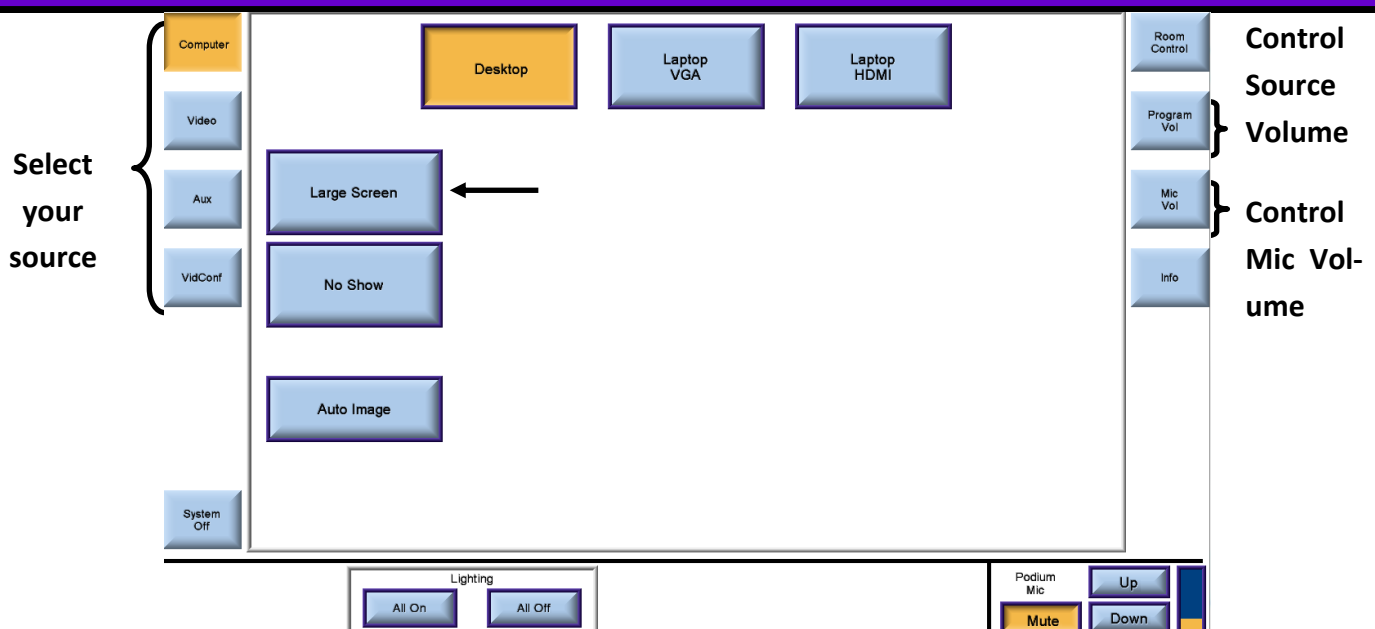 Select
your
source
Computer
Video
Aux
VidConf
System
Off
Desktop
Laptop
VGA
Laptop
HDMI
Large Screen
No Show
Auto Image
Room
Control
Program
Vol
Mic
Vol
Info
Control
Source
Volume
Control
Mic Vol-
ume
Lighting
All On
All Off
Podium
Mic
Mute
Up
Down